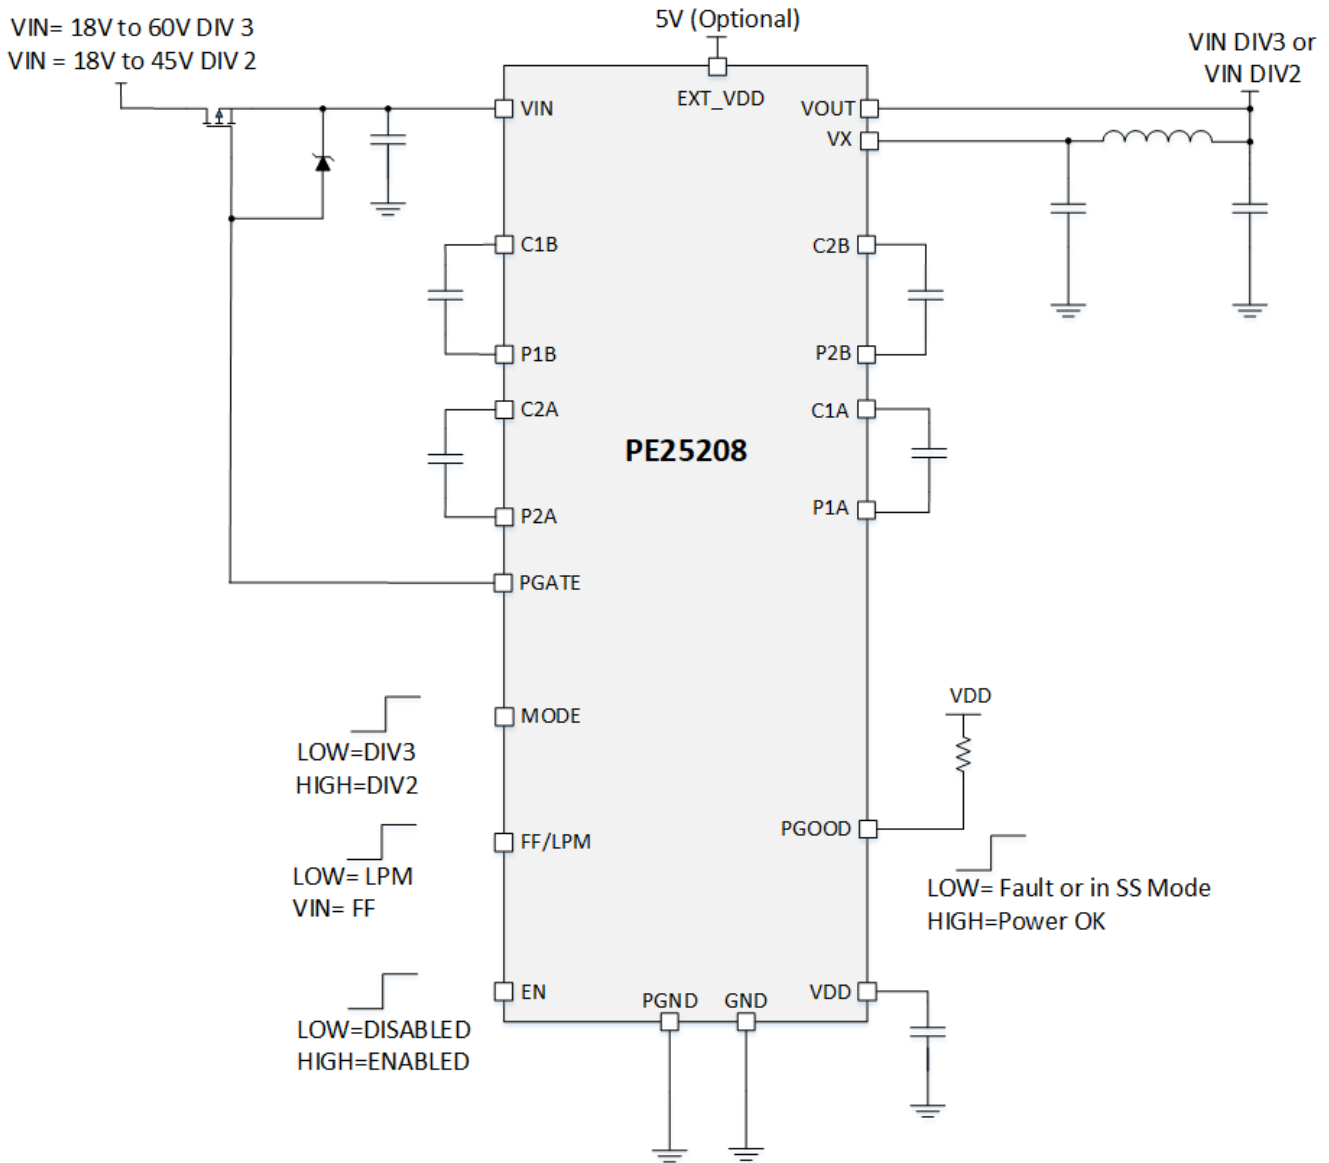 VIN= 18V to 60V DIV 3
VIN = 18V to 45V DIV 2
5V (Optional)
VIN DIV3 or
VIN DIV2
EXT_VDD
VIN
VOUT
VX
C1B
C2B
P1B
P2B
C2A
C1A
PE25208
P2A
P1A
PGATE
MODE
VDD
LOW=DIV3
HIGH=DIV2
FF/LPM
PGOOD
LOW= LPM
VIN= FF
LOW= Fault or in SS Mode
HIGH=Power OK
EN
PGND
GND
VDD
LOW=DISABLED
HIGH=ENABLED